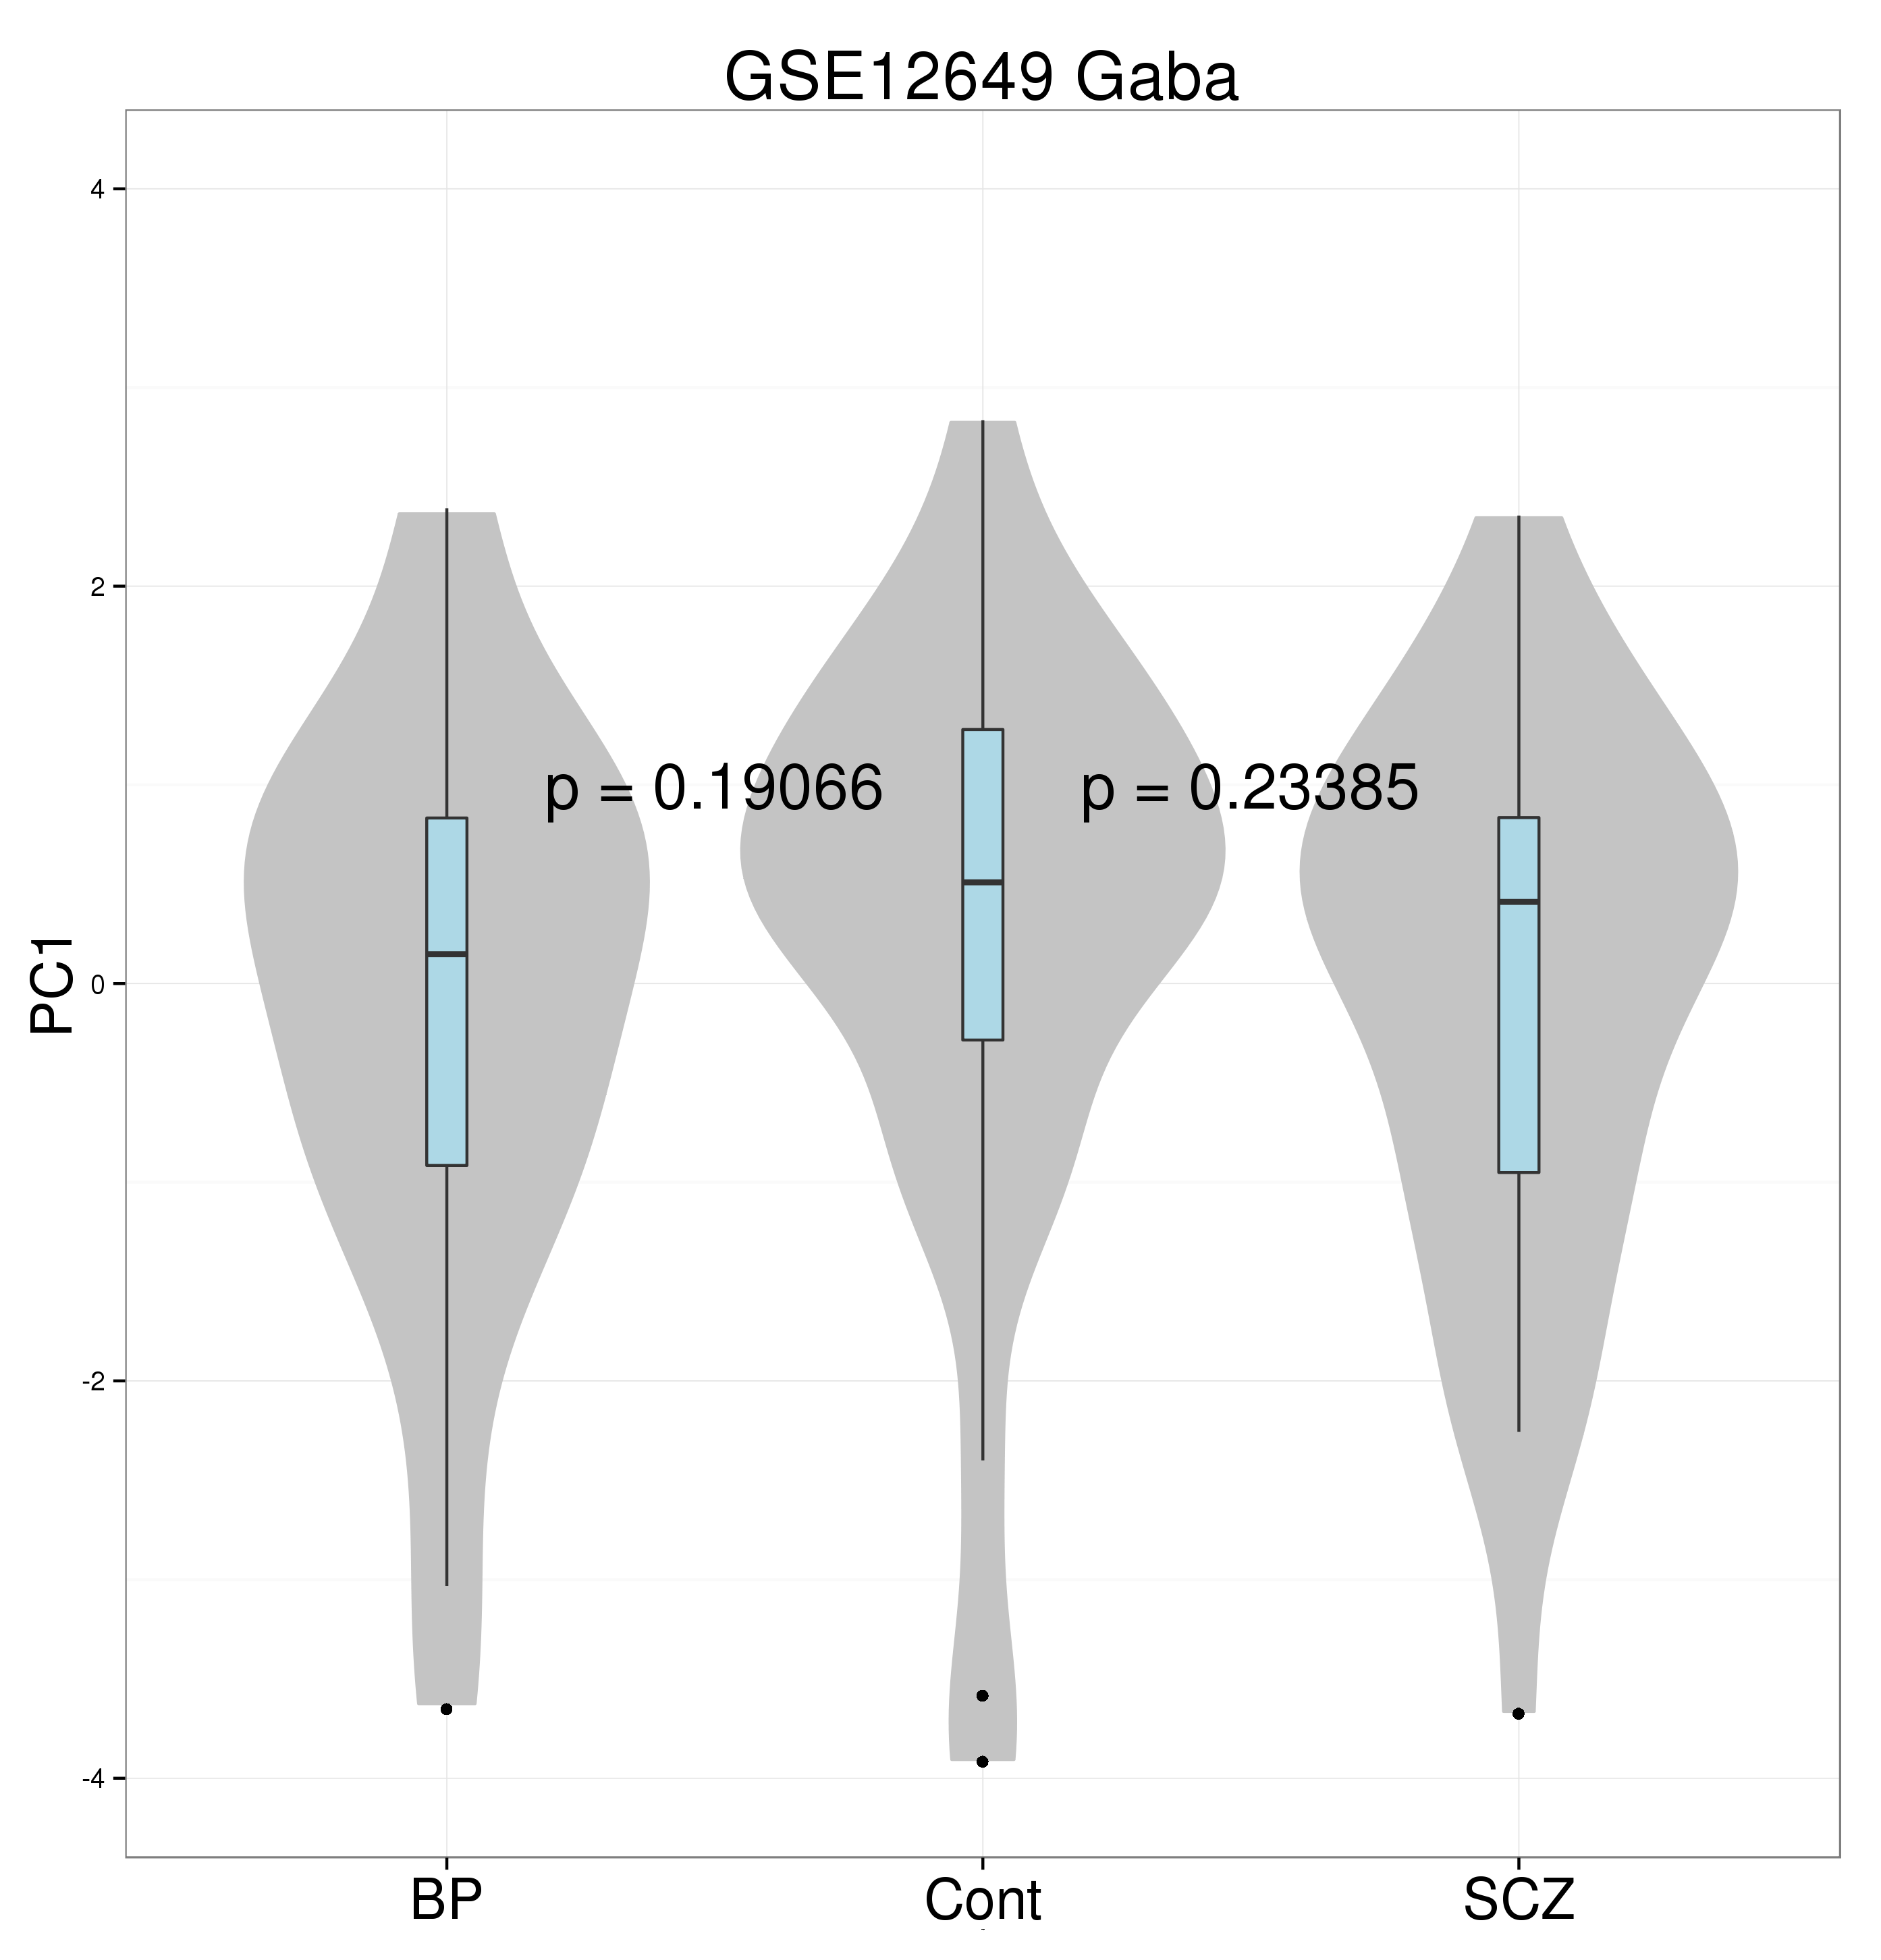 GSE12649 Gaba
4
2
0
-2
-4
PC1
p = 0.19066
p = 0.23385
BP
Cont
SCZ